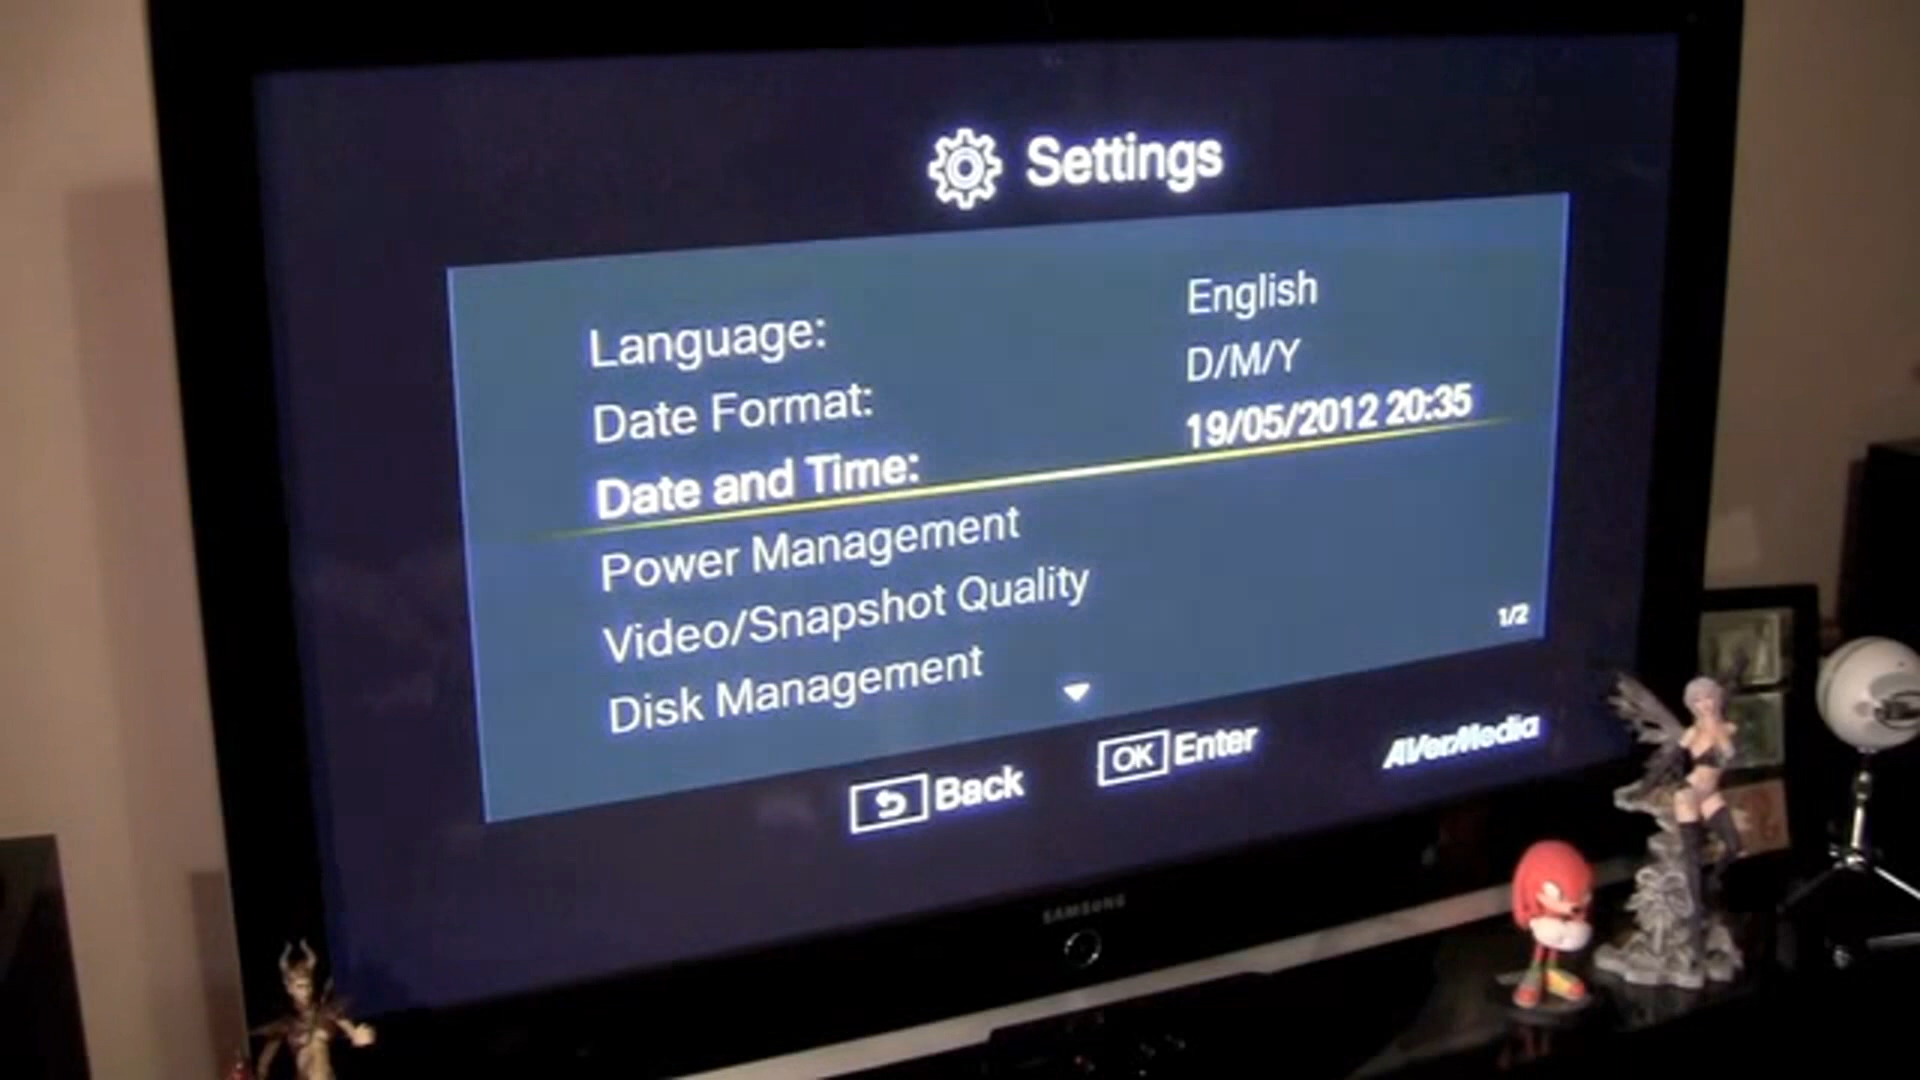 Settings
Language: English
Date Format: D/M/Y
Date and Time: 19/05/2012 20:35
Power Management
Video/Snapshot Quality
Disk Management
1/2
Back
OK Enter
AVerMedia
SAMSUNG